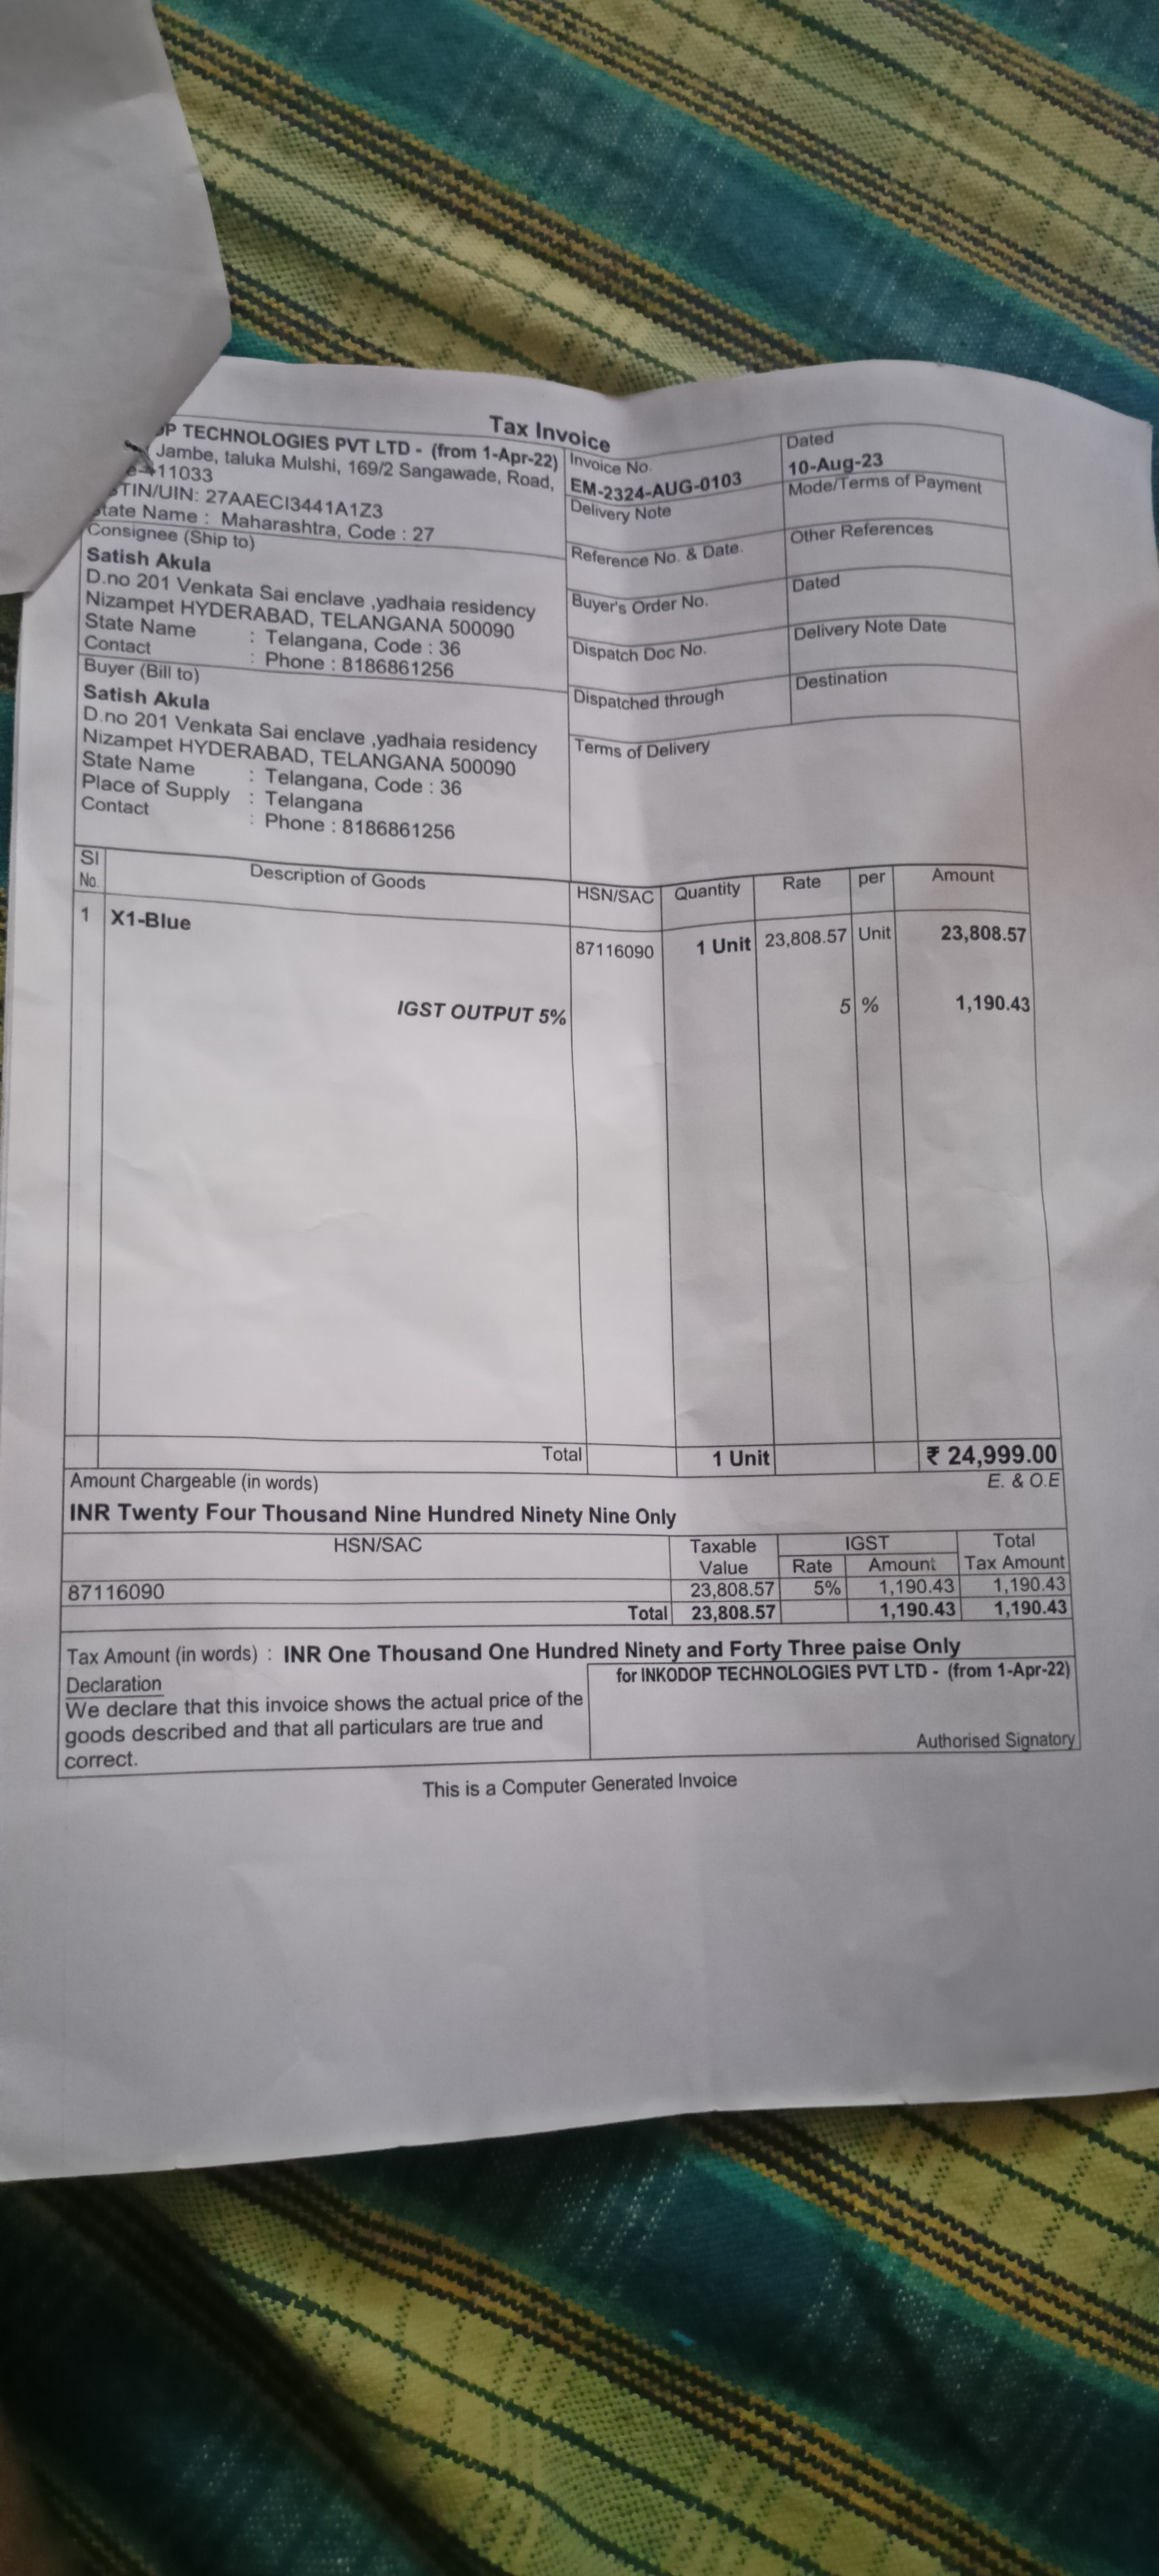 Tax Invoice
TECHNOLOGIES PVT LTD - (from 1-Apr-22)
Jambe, taluka Mulshi, 169/2 Sangawade, Road,
11033
TIN/UIN: 27AAECI3441A1Z3
State Name : Maharashtra, Code : 27
Invoice No.
EM-2324-AUG-0103
Dated
10-Aug-23
Delivery Note
Mode/Terms of Payment
Reference No. & Date.
Other References
Buyer's Order No.
Dated
Dispatch Doc No.
Delivery Note Date
Dispatched through
Destination
Terms of Delivery
Consignee (Ship to)
Satish Akula
D.no 201 Venkata Sai enclave ,yadhaia residency
Nizampet HYDERABAD, TELANGANA 500090
State Name : Telangana, Code : 36
Contact : Phone : 8186861256
Buyer (Bill to)
Satish Akula
D.no 201 Venkata Sai enclave ,yadhaia residency
Nizampet HYDERABAD, TELANGANA 500090
State Name : Telangana, Code : 36
Place of Supply : Telangana
Contact : Phone : 8186861256
Sl No. Description of Goods HSN/SAC Quantity Rate per Amount
1 X1-Blue 87116090 1 Unit 23,808.57 Unit 23,808.57
IGST OUTPUT 5% 5 % 1,190.43
Total 1 Unit ₹ 24,999.00
Amount Chargeable (in words) E. & O.E
INR Twenty Four Thousand Nine Hundred Ninety Nine Only
HSN/SAC Taxable Value IGST Total
Rate Amount Tax Amount
87116090 23,808.57 5% 1,190.43 1,190.43
Total 23,808.57 1,190.43 1,190.43
Tax Amount (in words) : INR One Thousand One Hundred Ninety and Forty Three paise Only
Declaration
We declare that this invoice shows the actual price of the
goods described and that all particulars are true and
correct.
for INKODOP TECHNOLOGIES PVT LTD - (from 1-Apr-22)
Authorised Signatory
This is a Computer Generated Invoice